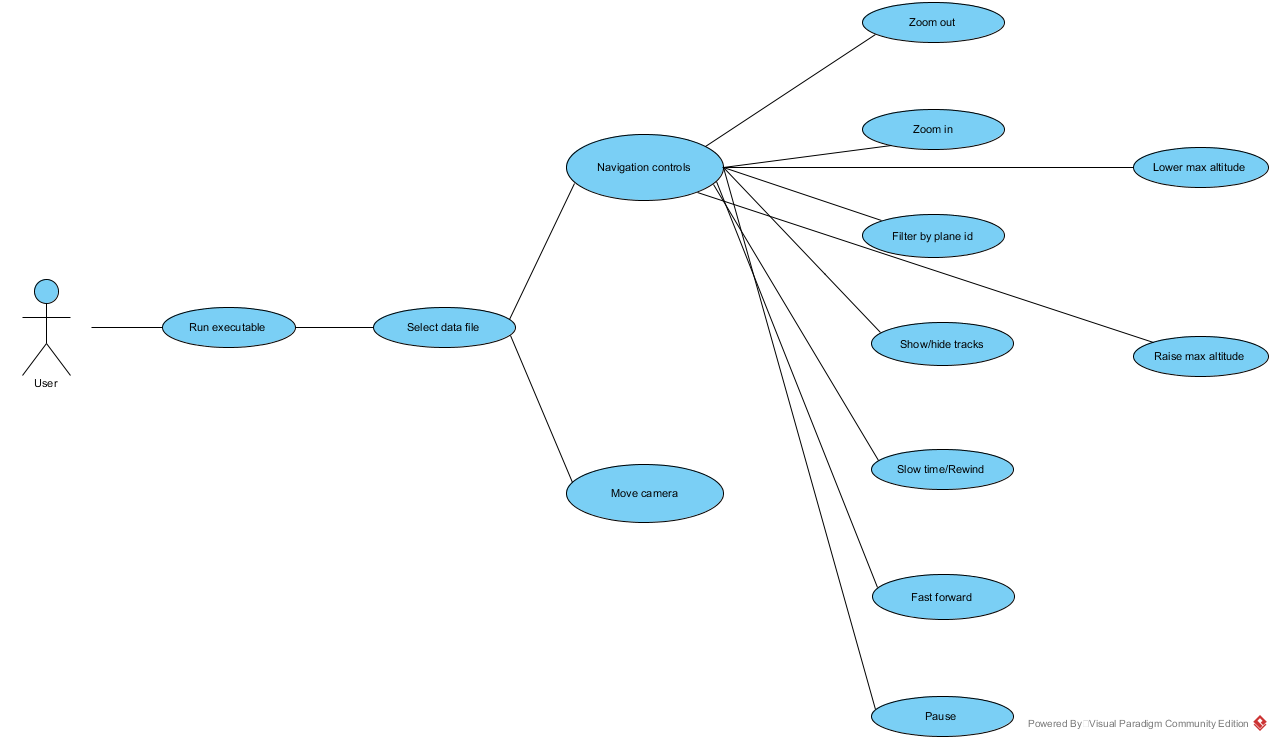 Zoom out
Zoom in
Navigation controls
Lower max altitude
Filter by plane id
Run executable
Select data file
Show/hide tracks
Raise max altitude
User
Slow time/Rewind
Move camera
Fast forward
Pause
Powered By Visual Paradigm Community Edition